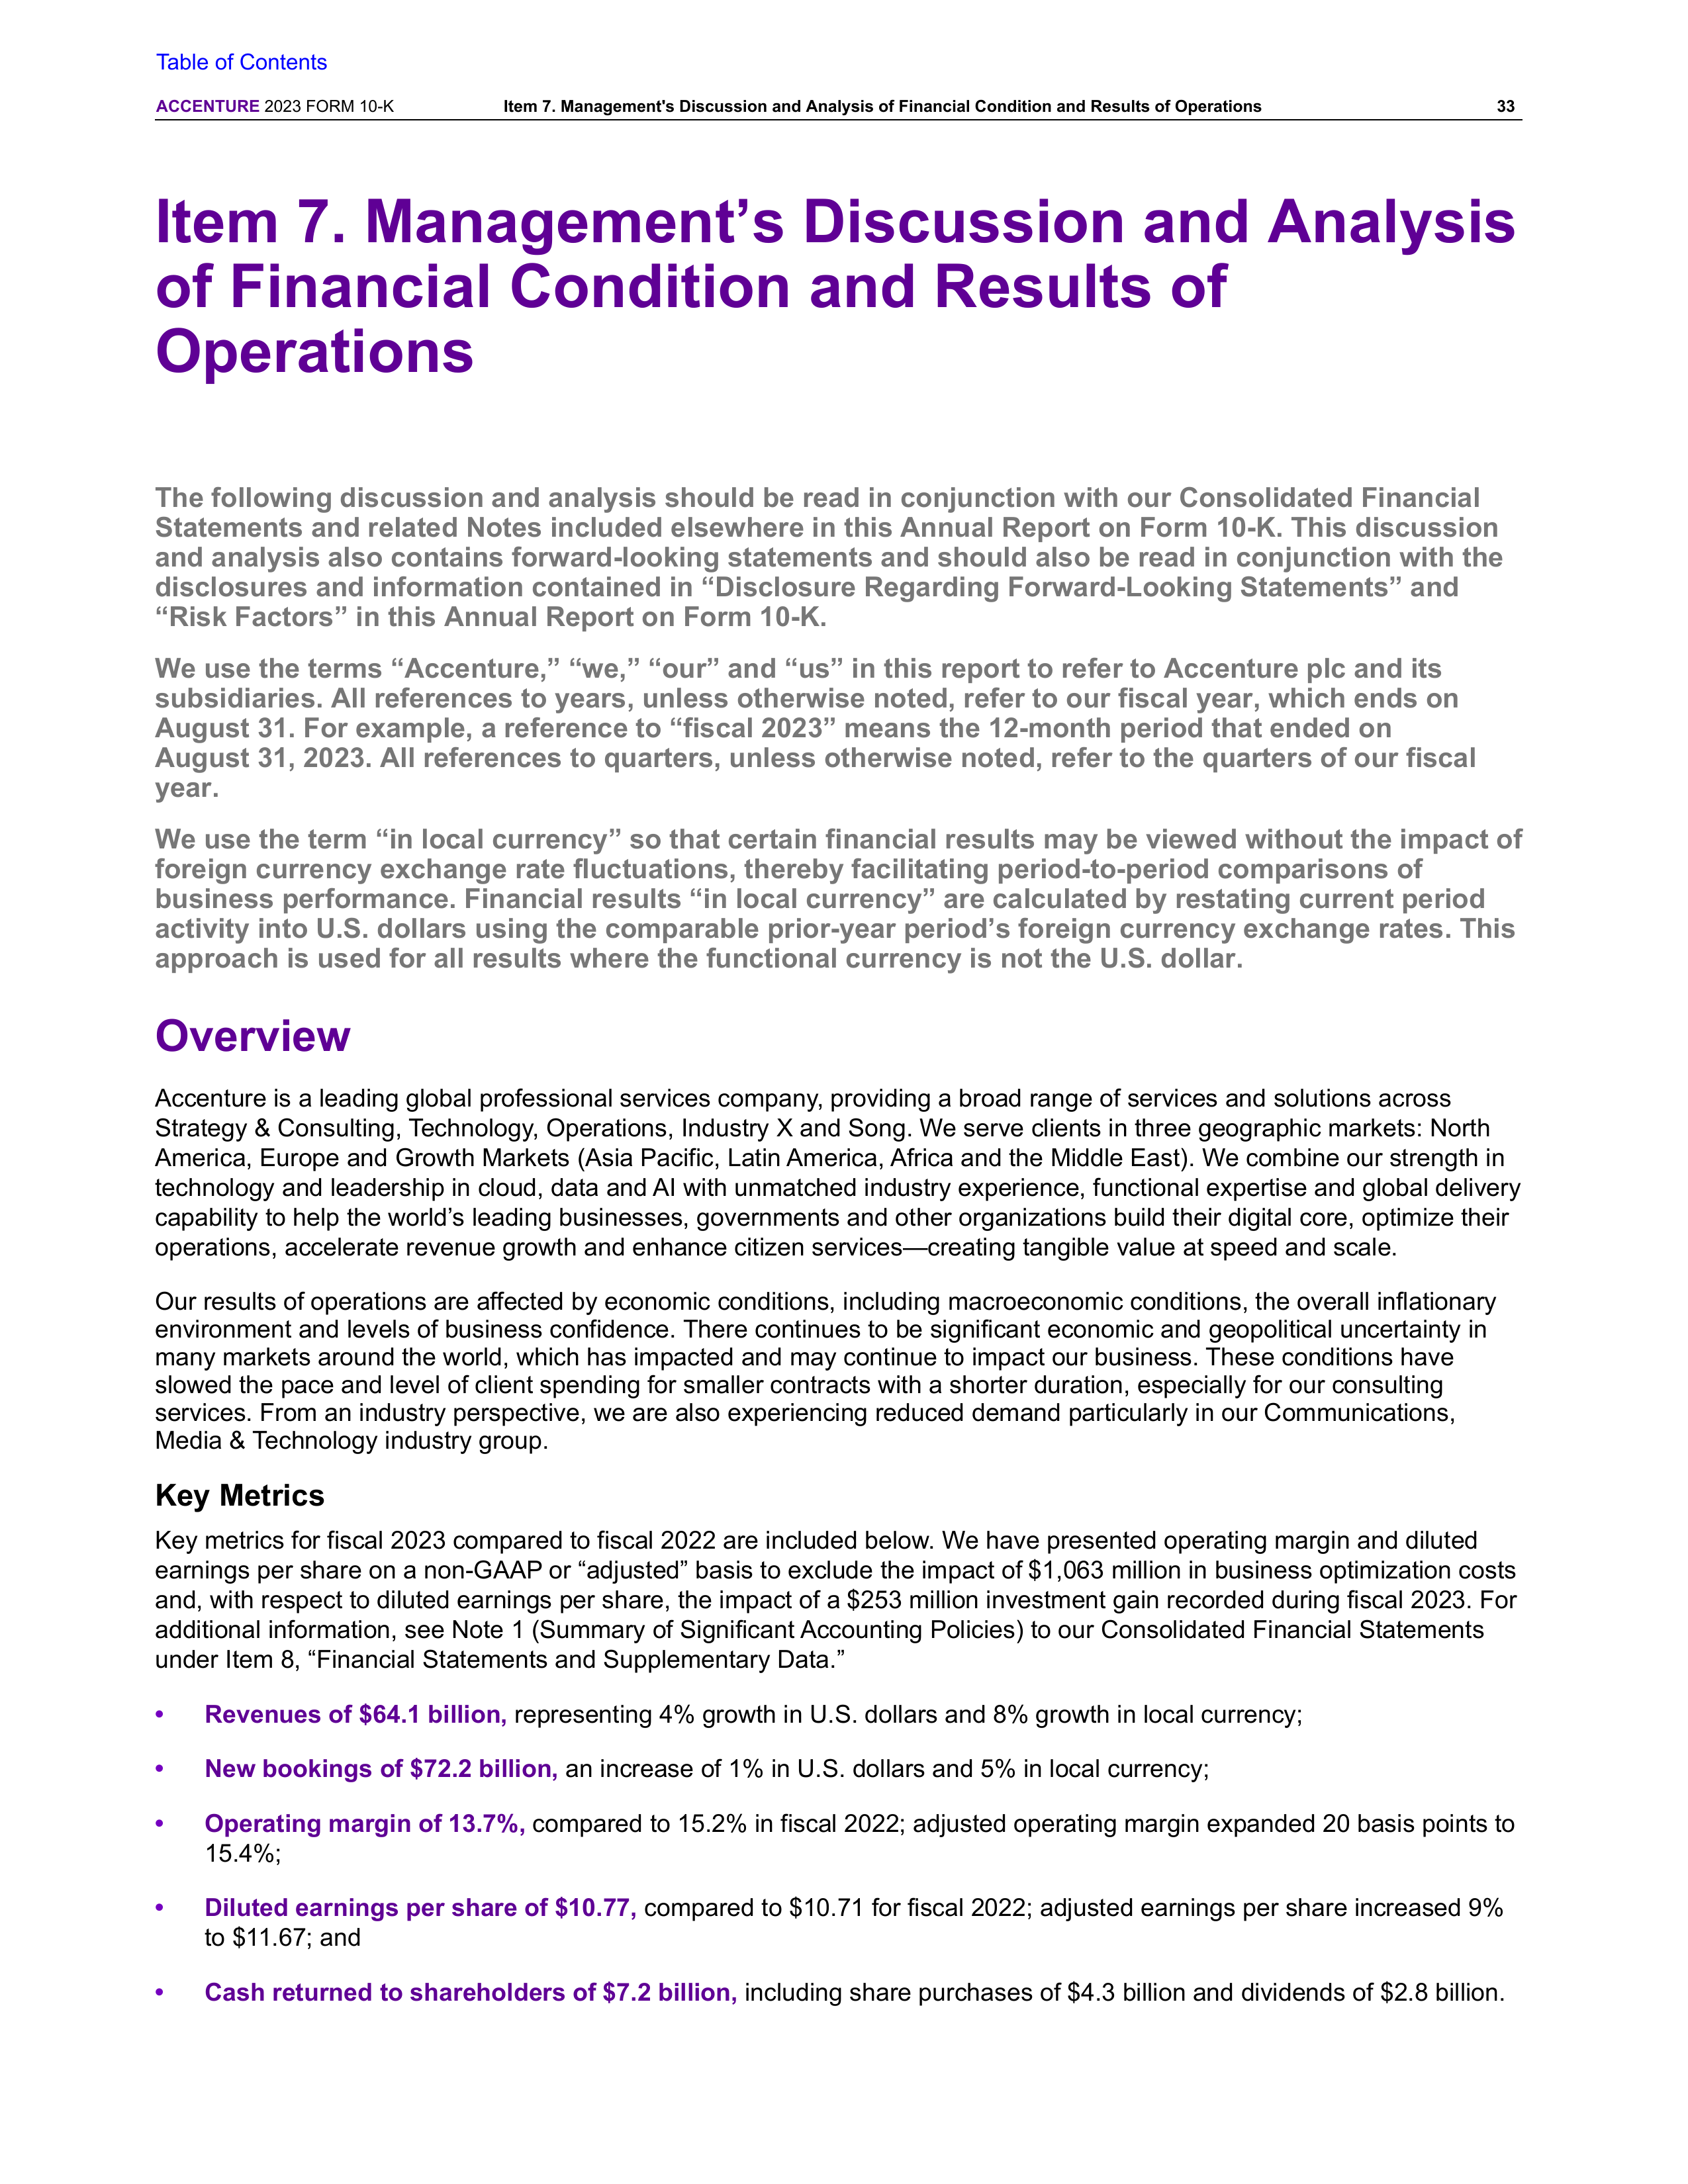 Table of Contents
ACCENTURE 2023 FORM 10-K Item 7. Management's Discussion and Analysis of Financial Condition and Results of Operations 33
Item 7. Management’s Discussion and Analysis
of Financial Condition and Results of
Operations
The following discussion and analysis should be read in conjunction with our Consolidated Financial
Statements and related Notes included elsewhere in this Annual Report on Form 10-K. This discussion
and analysis also contains forward-looking statements and should also be read in conjunction with the
disclosures and information contained in “Disclosure Regarding Forward-Looking Statements” and
“Risk Factors” in this Annual Report on Form 10-K.
We use the terms “Accenture,” “we,” “our” and “us” in this report to refer to Accenture plc and its
subsidiaries. All references to years, unless otherwise noted, refer to our fiscal year, which ends on
August 31. For example, a reference to “fiscal 2023” means the 12-month period that ended on
August 31, 2023. All references to quarters, unless otherwise noted, refer to the quarters of our fiscal
year.
We use the term “in local currency” so that certain financial results may be viewed without the impact of
foreign currency exchange rate fluctuations, thereby facilitating period-to-period comparisons of
business performance. Financial results “in local currency” are calculated by restating current period
activity into U.S. dollars using the comparable prior-year period’s foreign currency exchange rates. This
approach is used for all results where the functional currency is not the U.S. dollar.
Overview
Accenture is a leading global professional services company, providing a broad range of services and solutions across
Strategy & Consulting, Technology, Operations, Industry X and Song. We serve clients in three geographic markets: North
America, Europe and Growth Markets (Asia Pacific, Latin America, Africa and the Middle East). We combine our strength in
technology and leadership in cloud, data and AI with unmatched industry experience, functional expertise and global delivery
capability to help the world’s leading businesses, governments and other organizations build their digital core, optimize their
operations, accelerate revenue growth and enhance citizen services—creating tangible value at speed and scale.
Our results of operations are affected by economic conditions, including macroeconomic conditions, the overall inflationary
environment and levels of business confidence. There continues to be significant economic and geopolitical uncertainty in
many markets around the world, which has impacted and may continue to impact our business. These conditions have
slowed the pace and level of client spending for smaller contracts with a shorter duration, especially for our consulting
services. From an industry perspective, we are also experiencing reduced demand particularly in our Communications,
Media & Technology industry group.
Key Metrics
Key metrics for fiscal 2023 compared to fiscal 2022 are included below. We have presented operating margin and diluted
earnings per share on a non-GAAP or “adjusted” basis to exclude the impact of $1,063 million in business optimization costs
and, with respect to diluted earnings per share, the impact of a $253 million investment gain recorded during fiscal 2023. For
additional information, see Note 1 (Summary of Significant Accounting Policies) to our Consolidated Financial Statements
under Item 8, “Financial Statements and Supplementary Data.”
• Revenues of $64.1 billion, representing 4% growth in U.S. dollars and 8% growth in local currency;
• New bookings of $72.2 billion, an increase of 1% in U.S. dollars and 5% in local currency;
• Operating margin of 13.7%, compared to 15.2% in fiscal 2022; adjusted operating margin expanded 20 basis points to
15.4%;
• Diluted earnings per share of $10.77, compared to $10.71 for fiscal 2022; adjusted earnings per share increased 9%
to $11.67; and
• Cash returned to shareholders of $7.2 billion, including share purchases of $4.3 billion and dividends of $2.8 billion.